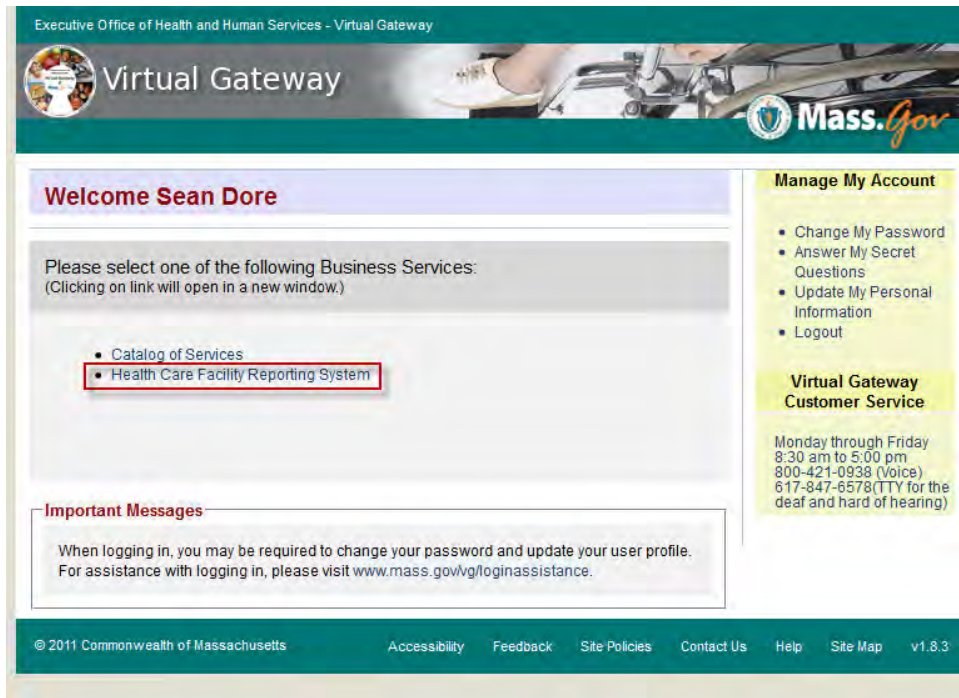 Executive Office of Health and Human Services - Virtual Gateway
Virtual Gateway
Mass.Gov
Welcome Sean Dore
Please select one of the following Business Services:
(Clicking on link will open in a new window.)
• Catalog of Services
• Health Care Facility Reporting System
Important Messages
When logging in, you may be required to change your password and update your user profile.
For assistance with logging in, please visit www.mass.gov/vg/loginassistance.
Manage My Account
• Change My Password
• Answer My Secret
Questions
• Update My Personal
Information
• Logout
Virtual Gateway
Customer Service
Monday through Friday
8:30 am to 5:00 pm
800-421-0938 (Voice)
617-847-6578(TTY for the
deaf and hard of hearing)
© 2011 Commonwealth of Massachusetts Accessibility Feedback Site Policies Contact Us Help Site Map v1.8.3